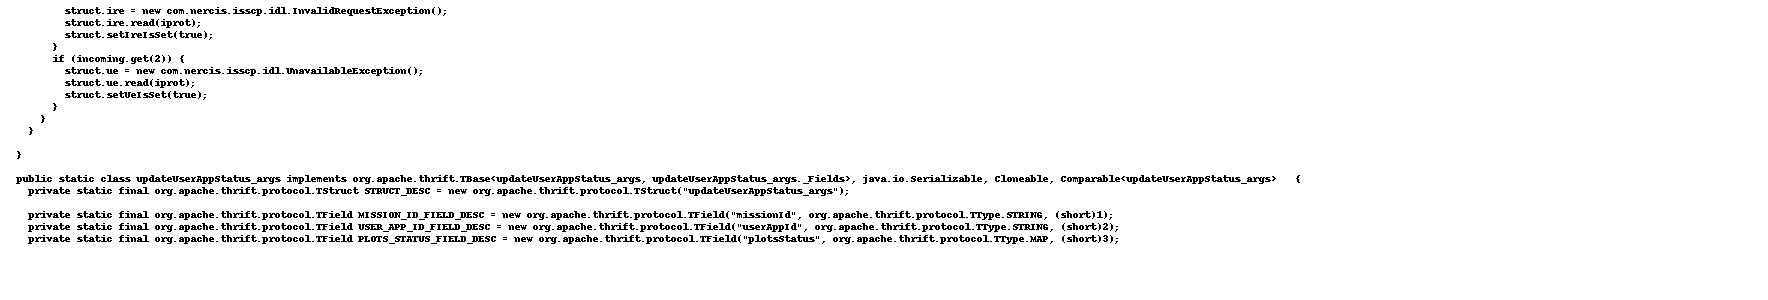 struct.ire = new com.nercis.isscp.idl.InvalidRequestException();
struct.ire.read(iprot);
struct.setIreIsSet(true);
}
if (incoming.get(2)) {
struct.ue = new com.nercis.isscp.idl.UnavailableException();
struct.ue.read(iprot);
struct.setUeIsSet(true);
}
}
}
}
public static class updateUserAppStatus_args implements org.apache.thrift.TBase<updateUserAppStatus_args, updateUserAppStatus_args._Fields>, java.io.Serializable, Cloneable, Comparable<updateUserAppStatus_args>   {
private static final org.apache.thrift.protocol.TStruct STRUCT_DESC = new org.apache.thrift.protocol.TStruct("updateUserAppStatus_args");
private static final org.apache.thrift.protocol.TField MISSION_ID_FIELD_DESC = new org.apache.thrift.protocol.TField("missionId", org.apache.thrift.protocol.TType.STRING, (short)1);
private static final org.apache.thrift.protocol.TField USER_APP_ID_FIELD_DESC = new org.apache.thrift.protocol.TField("userAppId", org.apache.thrift.protocol.TType.STRING, (short)2);
private static final org.apache.thrift.protocol.TField PLOTS_STATUS_FIELD_DESC = new org.apache.thrift.protocol.TField("plotsStatus", org.apache.thrift.protocol.TType.MAP, (short)3);